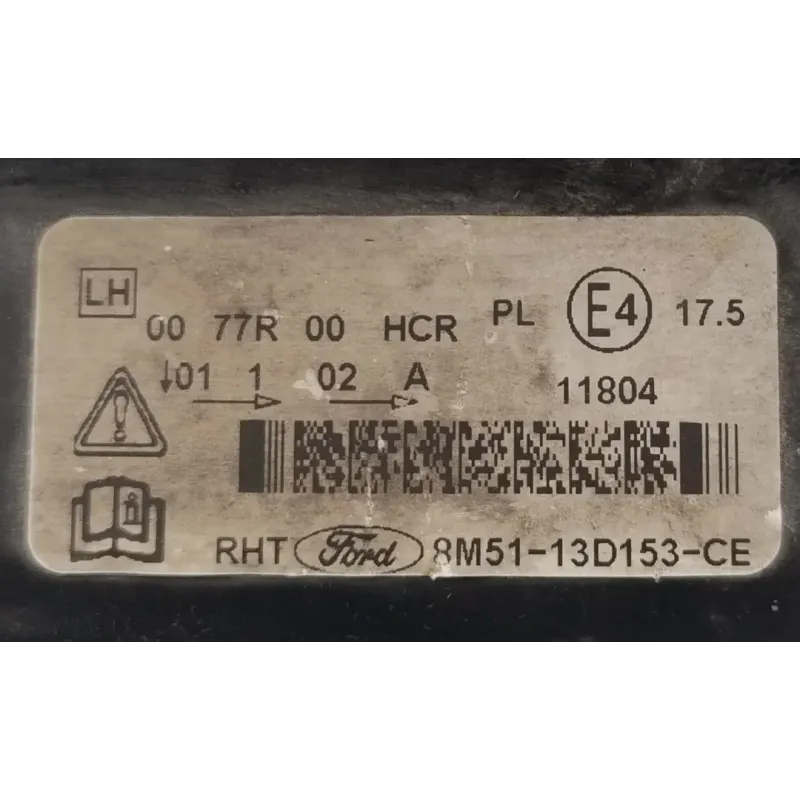 LH
00 77R 00 HCR PL E4 17.5
↓01 1 02 A 11804
RHT Ford 8M51-13D153-CE